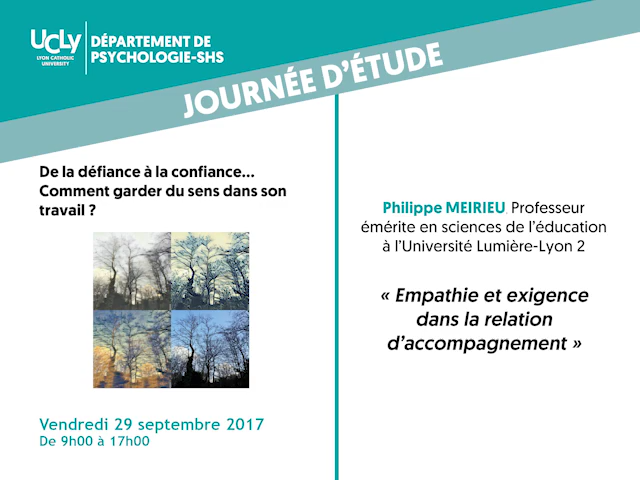 UCLY
LYON CATHOLIC
UNIVERSITY
DÉPARTEMENT DE
PSYCHOLOGIE-SHS
JOURNÉE D'ÉTUDE
De la défiance à la confiance...
Comment garder du sens dans son
travail ?
Vendredi 29 septembre 2017
De 9h00 à 17h00
Philippe MEIRIEU, Professeur
émérite en sciences de l'éducation
à l'Université Lumière-Lyon 2
« Empathie et exigence
dans la relation
d'accompagnement »